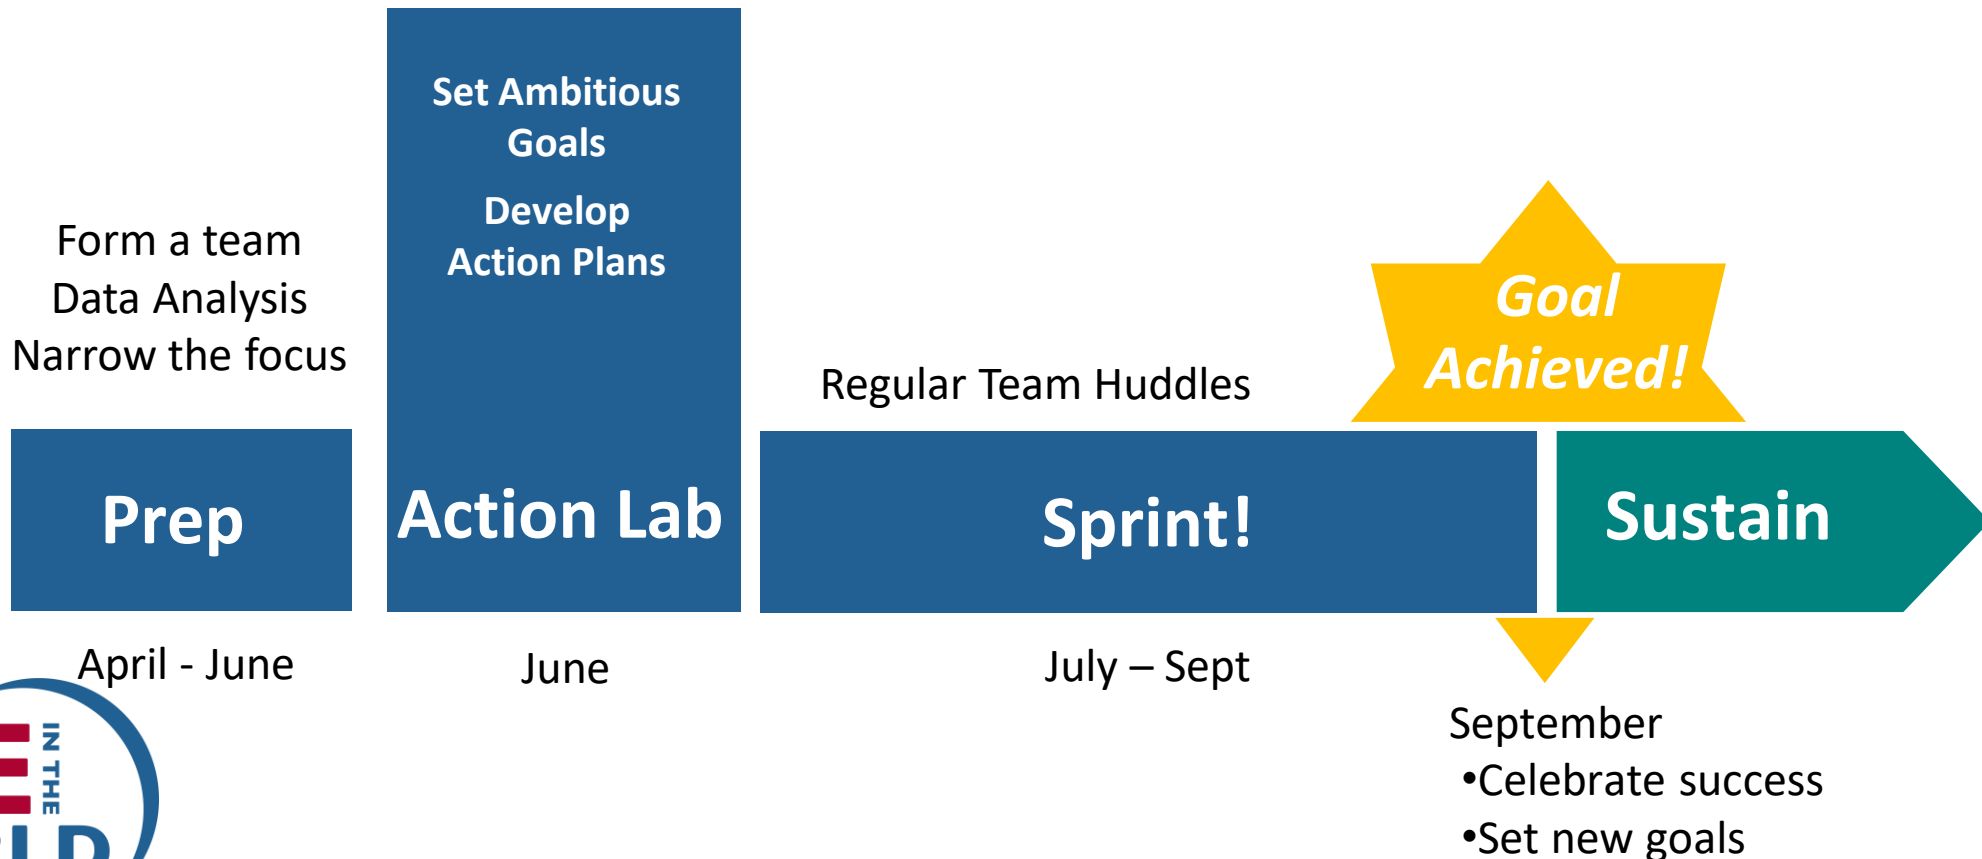 Set Ambitious
Goals
Develop
Action Plans
Form a team
Data Analysis
Narrow the focus
Regular Team Huddles
Goal
Achieved!
Prep
Action Lab
Sprint!
Sustain
April - June
June
July – Sept
September
•Celebrate success
•Set new goals
IN THE